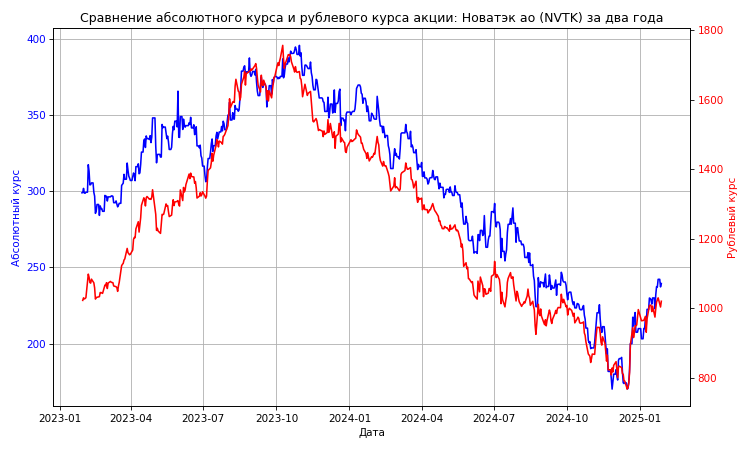 Сравнение абсолютного курса и рублевого курса акции: Новатэк ао (NVTK) за два года
Абсолютный курс
400
350
300
250
200
Рублевый курс
1800
1600
1400
1200
1000
800
2023-01 2023-04 2023-07 2023-10 2024-01 2024-04 2024-07 2024-10 2025-01
Дата